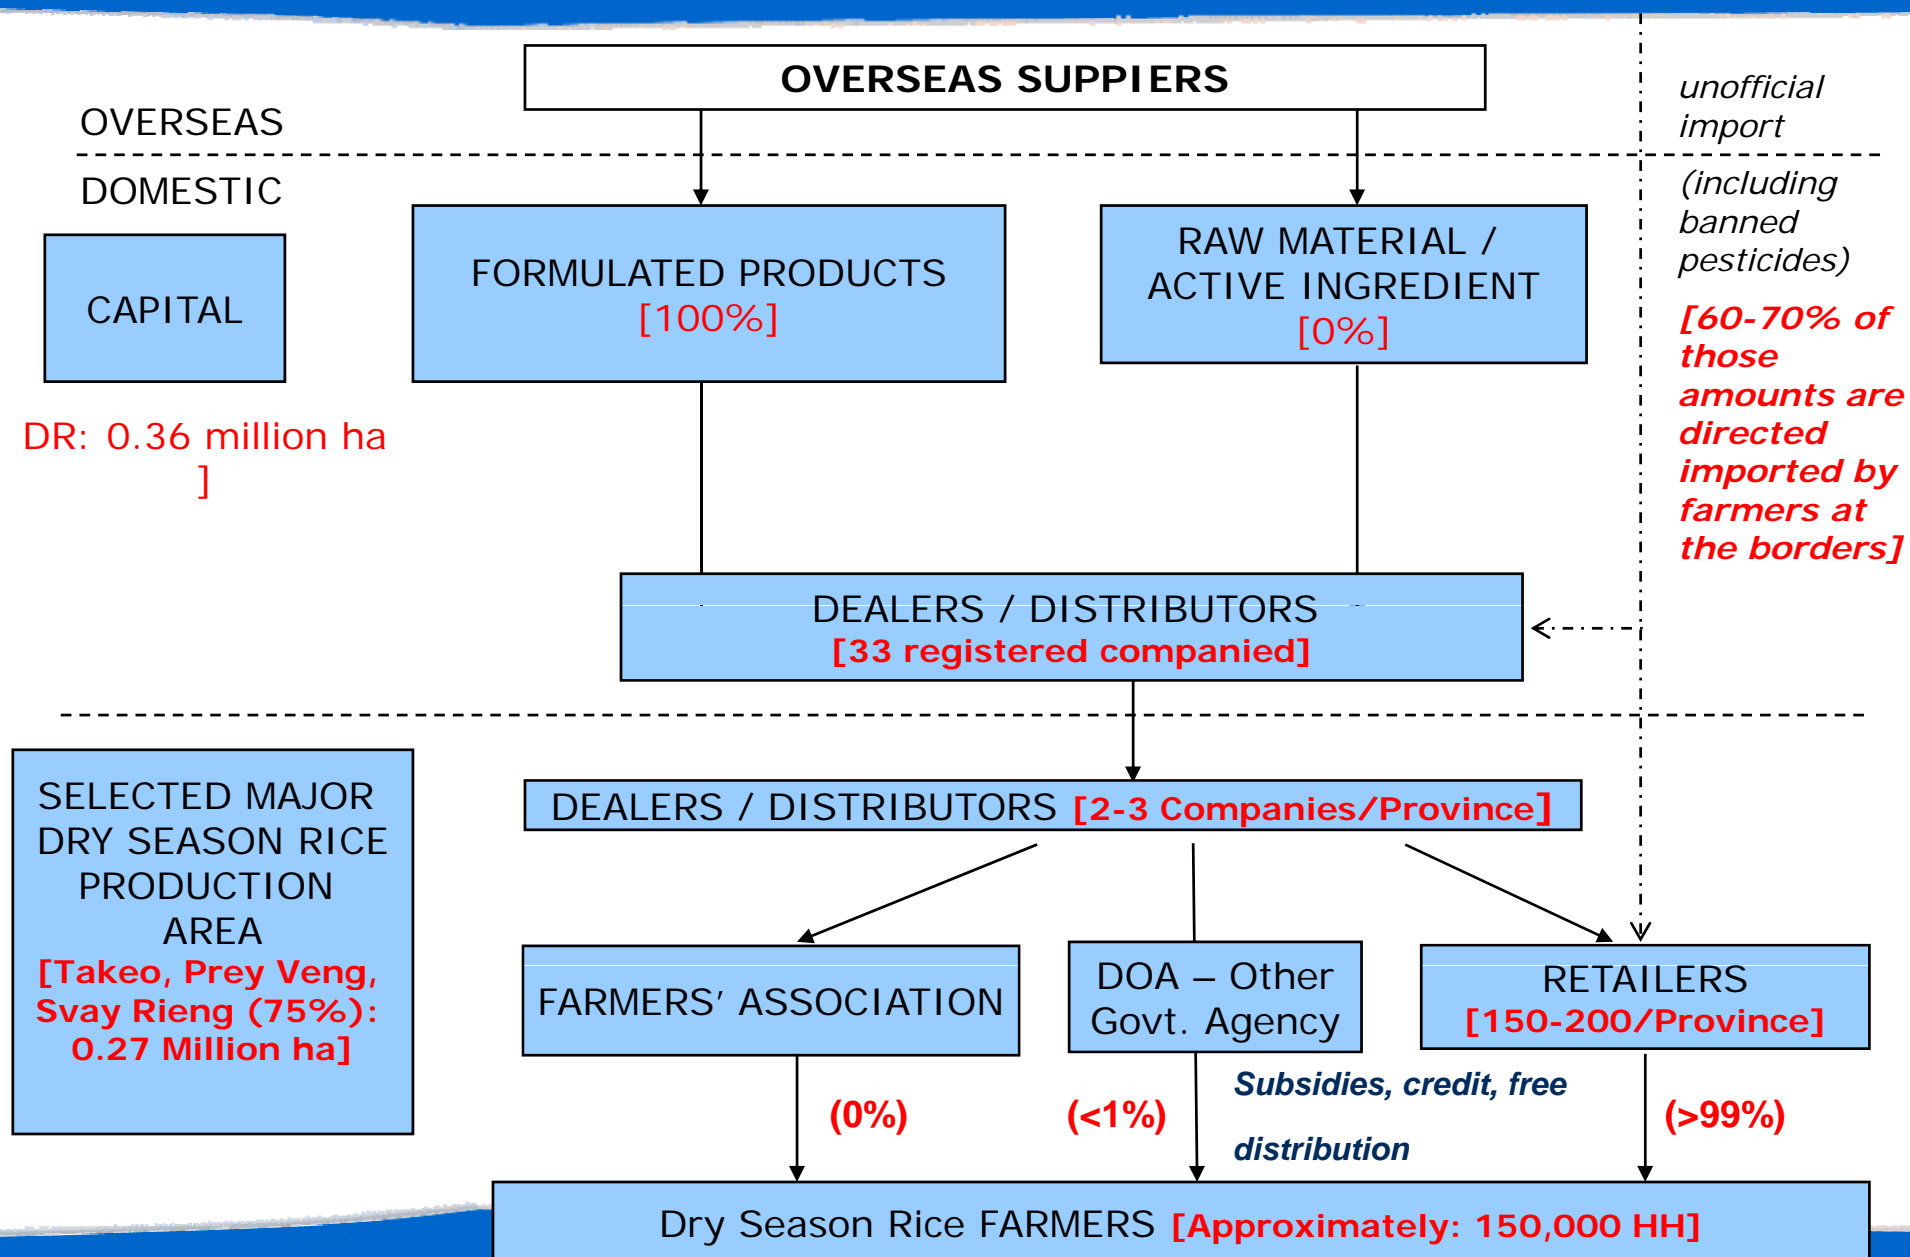 OVERSEAS SUPPIERS
OVERSEAS
DOMESTIC
unofficial
import
(including
banned
pesticides)
[60-70% of
those
amounts are
directed
imported by
farmers at
the borders]
CAPITAL
DR: 0.36 million ha
]
FORMULATED PRODUCTS
[100%]
RAW MATERIAL /
ACTIVE INGREDIENT
[0%]
DEALERS / DISTRIBUTORS
[33 registered companied]
SELECTED MAJOR
DRY SEASON RICE
PRODUCTION
AREA
[Takeo, Prey Veng,
Svay Rieng (75%):
0.27 Million ha]
DEALERS / DISTRIBUTORS [2-3 Companies/Province]
FARMERS’ ASSOCIATION
DOA – Other
Govt. Agency
RETAILERS
[150-200/Province]
(0%)
(<1%)
Subsidies, credit, free
distribution
(>99%)
Dry Season Rice FARMERS [Approximately: 150,000 HH]